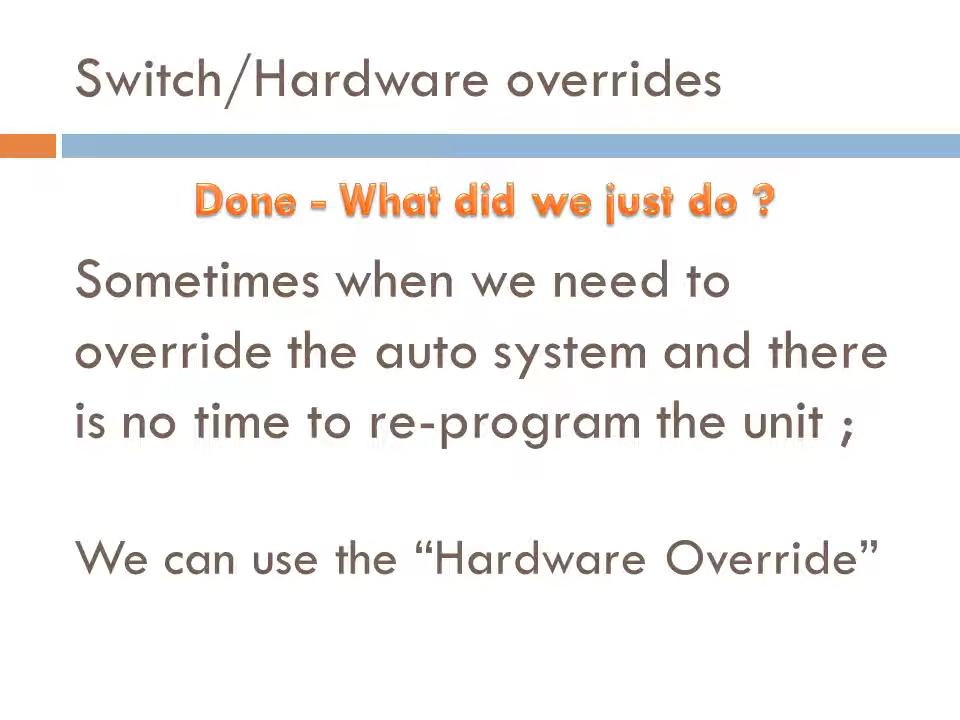 Switch/Hardware overrides
Done - What did we just do ?
Sometimes when we need to
override the auto system and there
is no time to re-program the unit ;
We can use the “Hardware Override”